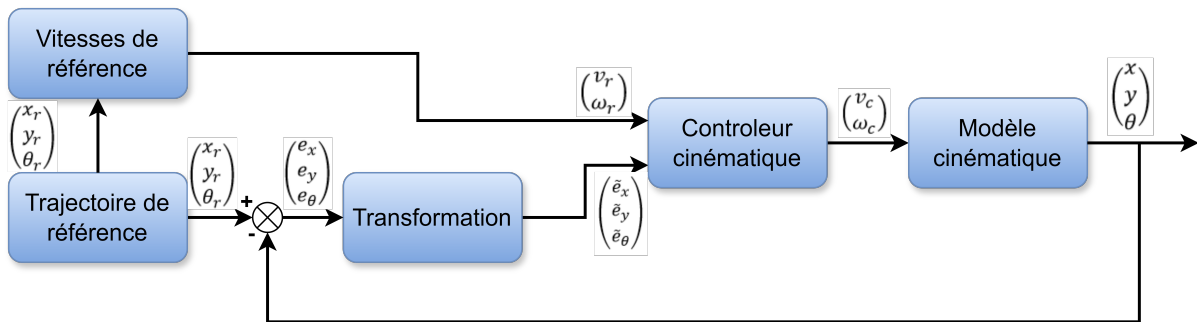 Vitesses de
référence
(x_r
y_r
θ_r)
Trajectoire de
référence
(x_r
y_r
θ_r)
+
-
(e_x
e_y
e_θ)
Transformation
(v_r
ω_r)
(ẽ_x
ẽ_y
ẽ_θ)
Controleur
cinématique
(v_c
ω_c)
Modèle
cinématique
(x
y
θ)